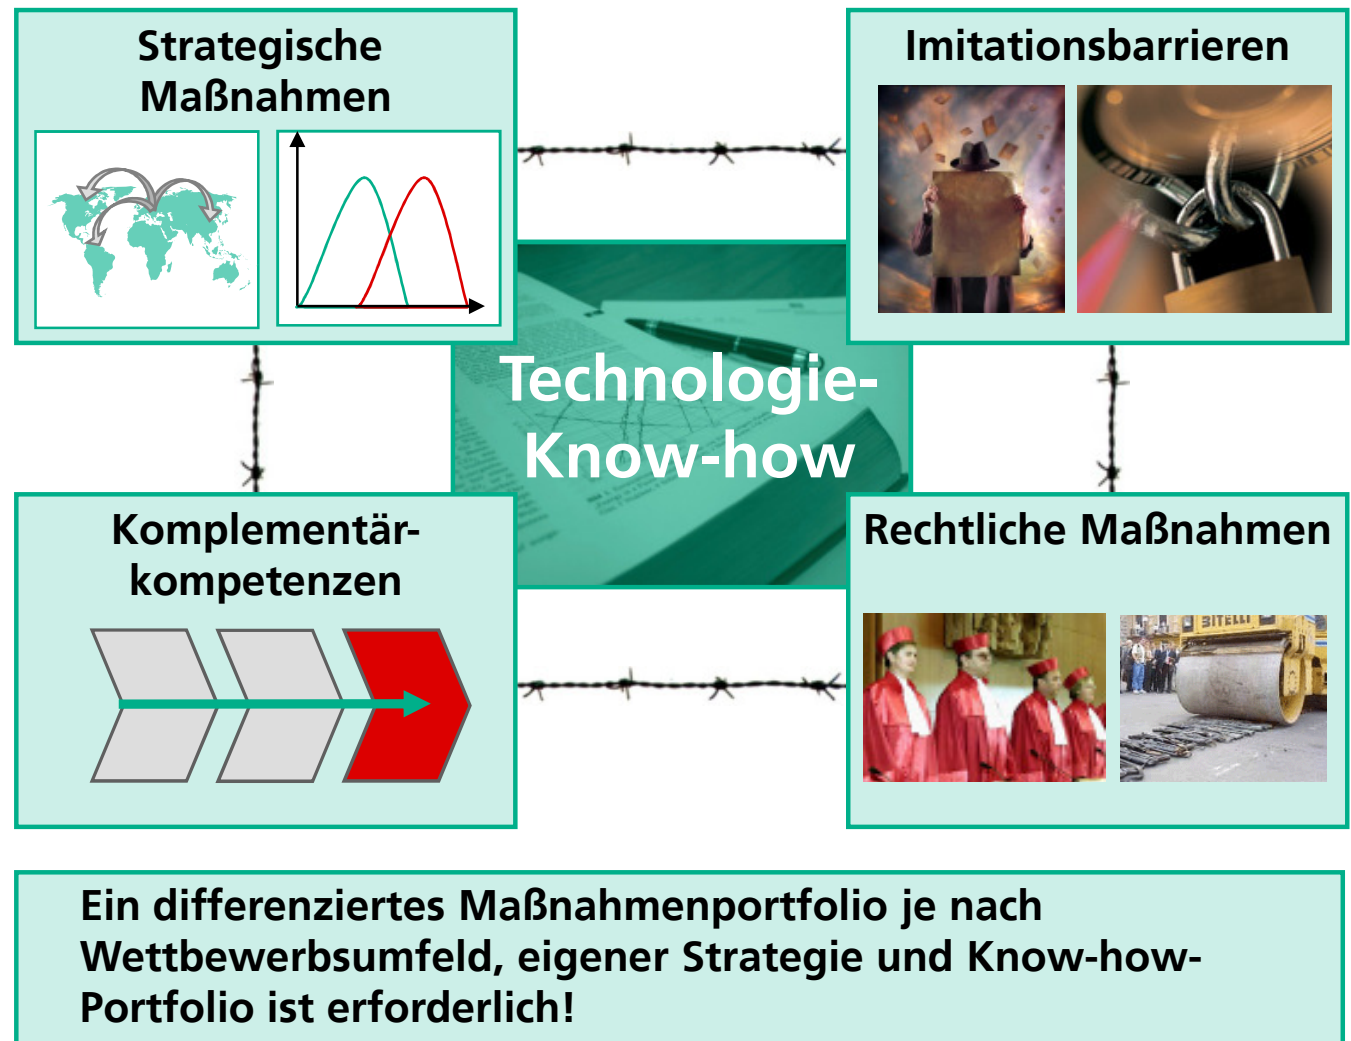 Strategische
Maßnahmen
Imitationsbarrieren
Technologie-
Know-how
Komplementär-
kompetenzen
Rechtliche Maßnahmen
BITELLI
Ein differenziertes Maßnahmenportfolio je nach
Wettbewerbsumfeld, eigener Strategie und Know-how-
Portfolio ist erforderlich!